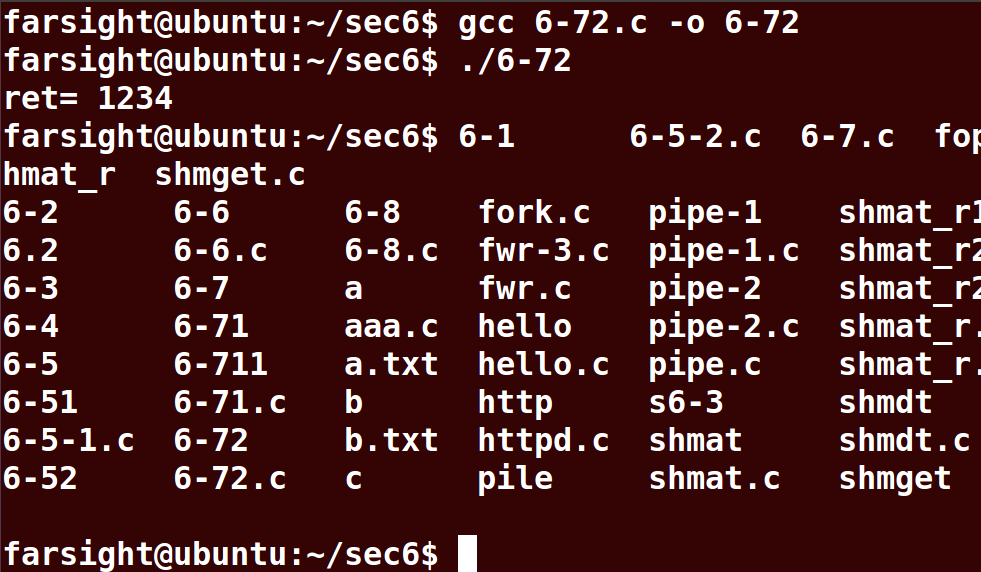 farsight@ubuntu:~/sec6$ gcc 6-72.c -o 6-72
farsight@ubuntu:~/sec6$ ./6-72
ret= 1234
farsight@ubuntu:~/sec6$ 6-1      6-5-2.c  6-7.c  fop
hmat_r  shmget.c
6-2      6-6      6-8    fork.c   pipe-1    shmat_r1
6.2      6-6.c    6-8.c  fwr-3.c  pipe-1.c  shmat_r2
6-3      6-7      a      fwr.c    pipe-2    shmat_r2
6-4      6-71     aaa.c  hello    pipe-2.c  shmat_r.
6-5      6-711    a.txt  hello.c  pipe.c    shmat_r.
6-51     6-71.c   b      http     s6-3      shmdt
6-5-1.c  6-72     b.txt  httpd.c  shmat     shmdt.c
6-52     6-72.c   c      pile     shmat.c   shmget
farsight@ubuntu:~/sec6$